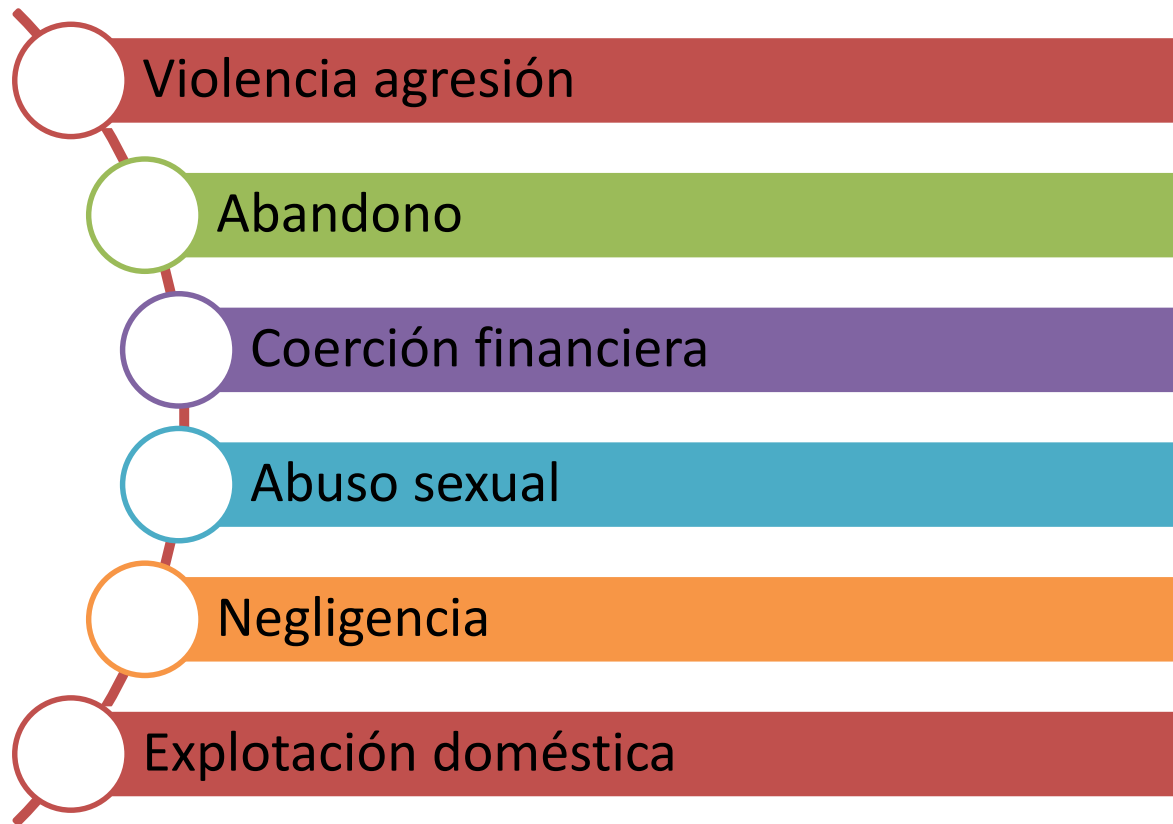 Violencia agresión
Abandono
Coerción financiera
Abuso sexual
Negligencia
Explotación doméstica